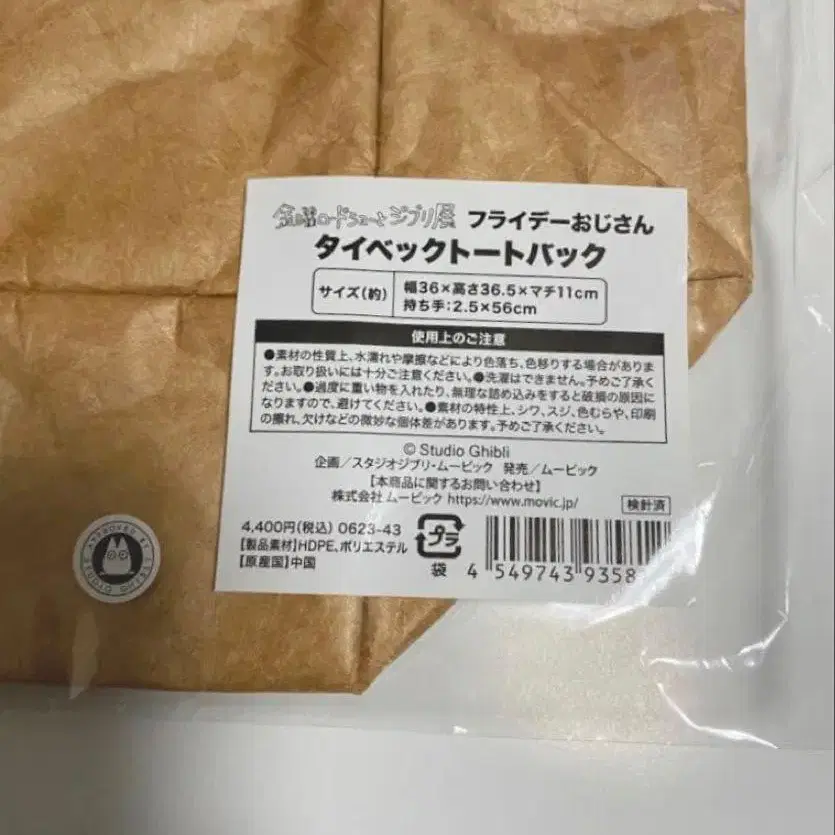 金曜ロードショーとジブリ展 フライデーおじさん
タイベックトートバック
サイズ(約) 幅36×高さ36.5×マチ11cm
持ち手:2.5×56cm
使用上のご注意
●素材の性質上、水濡れや摩擦などにより色落ち、色移りする場合がありま
す。お取り扱いには十分ご注意ください。●洗濯はできません。予めご了承く
ださい。●過度に重い物を入れたり、無理な詰め込みをすると破損の原因に
なりますので、避けてください。●素材の特性上、シワ、スジ、色むらや、印刷
の擦れ、欠けなどの微妙な個体差があります。予めご了承ください。
© Studio Ghibli
企画/スタジオジブリ・ムービック 発売/ムービック
【本商品に関するお問い合わせ】
株式会社 ムービック https://www.movic.jp/
検針済
4,400円(税込) 0623-43
【製品素材】HDPE、ポリエステル
【原産国】中国
プラ
袋
4 549743 9358
APPROVED BY STUDIO GHIBLI